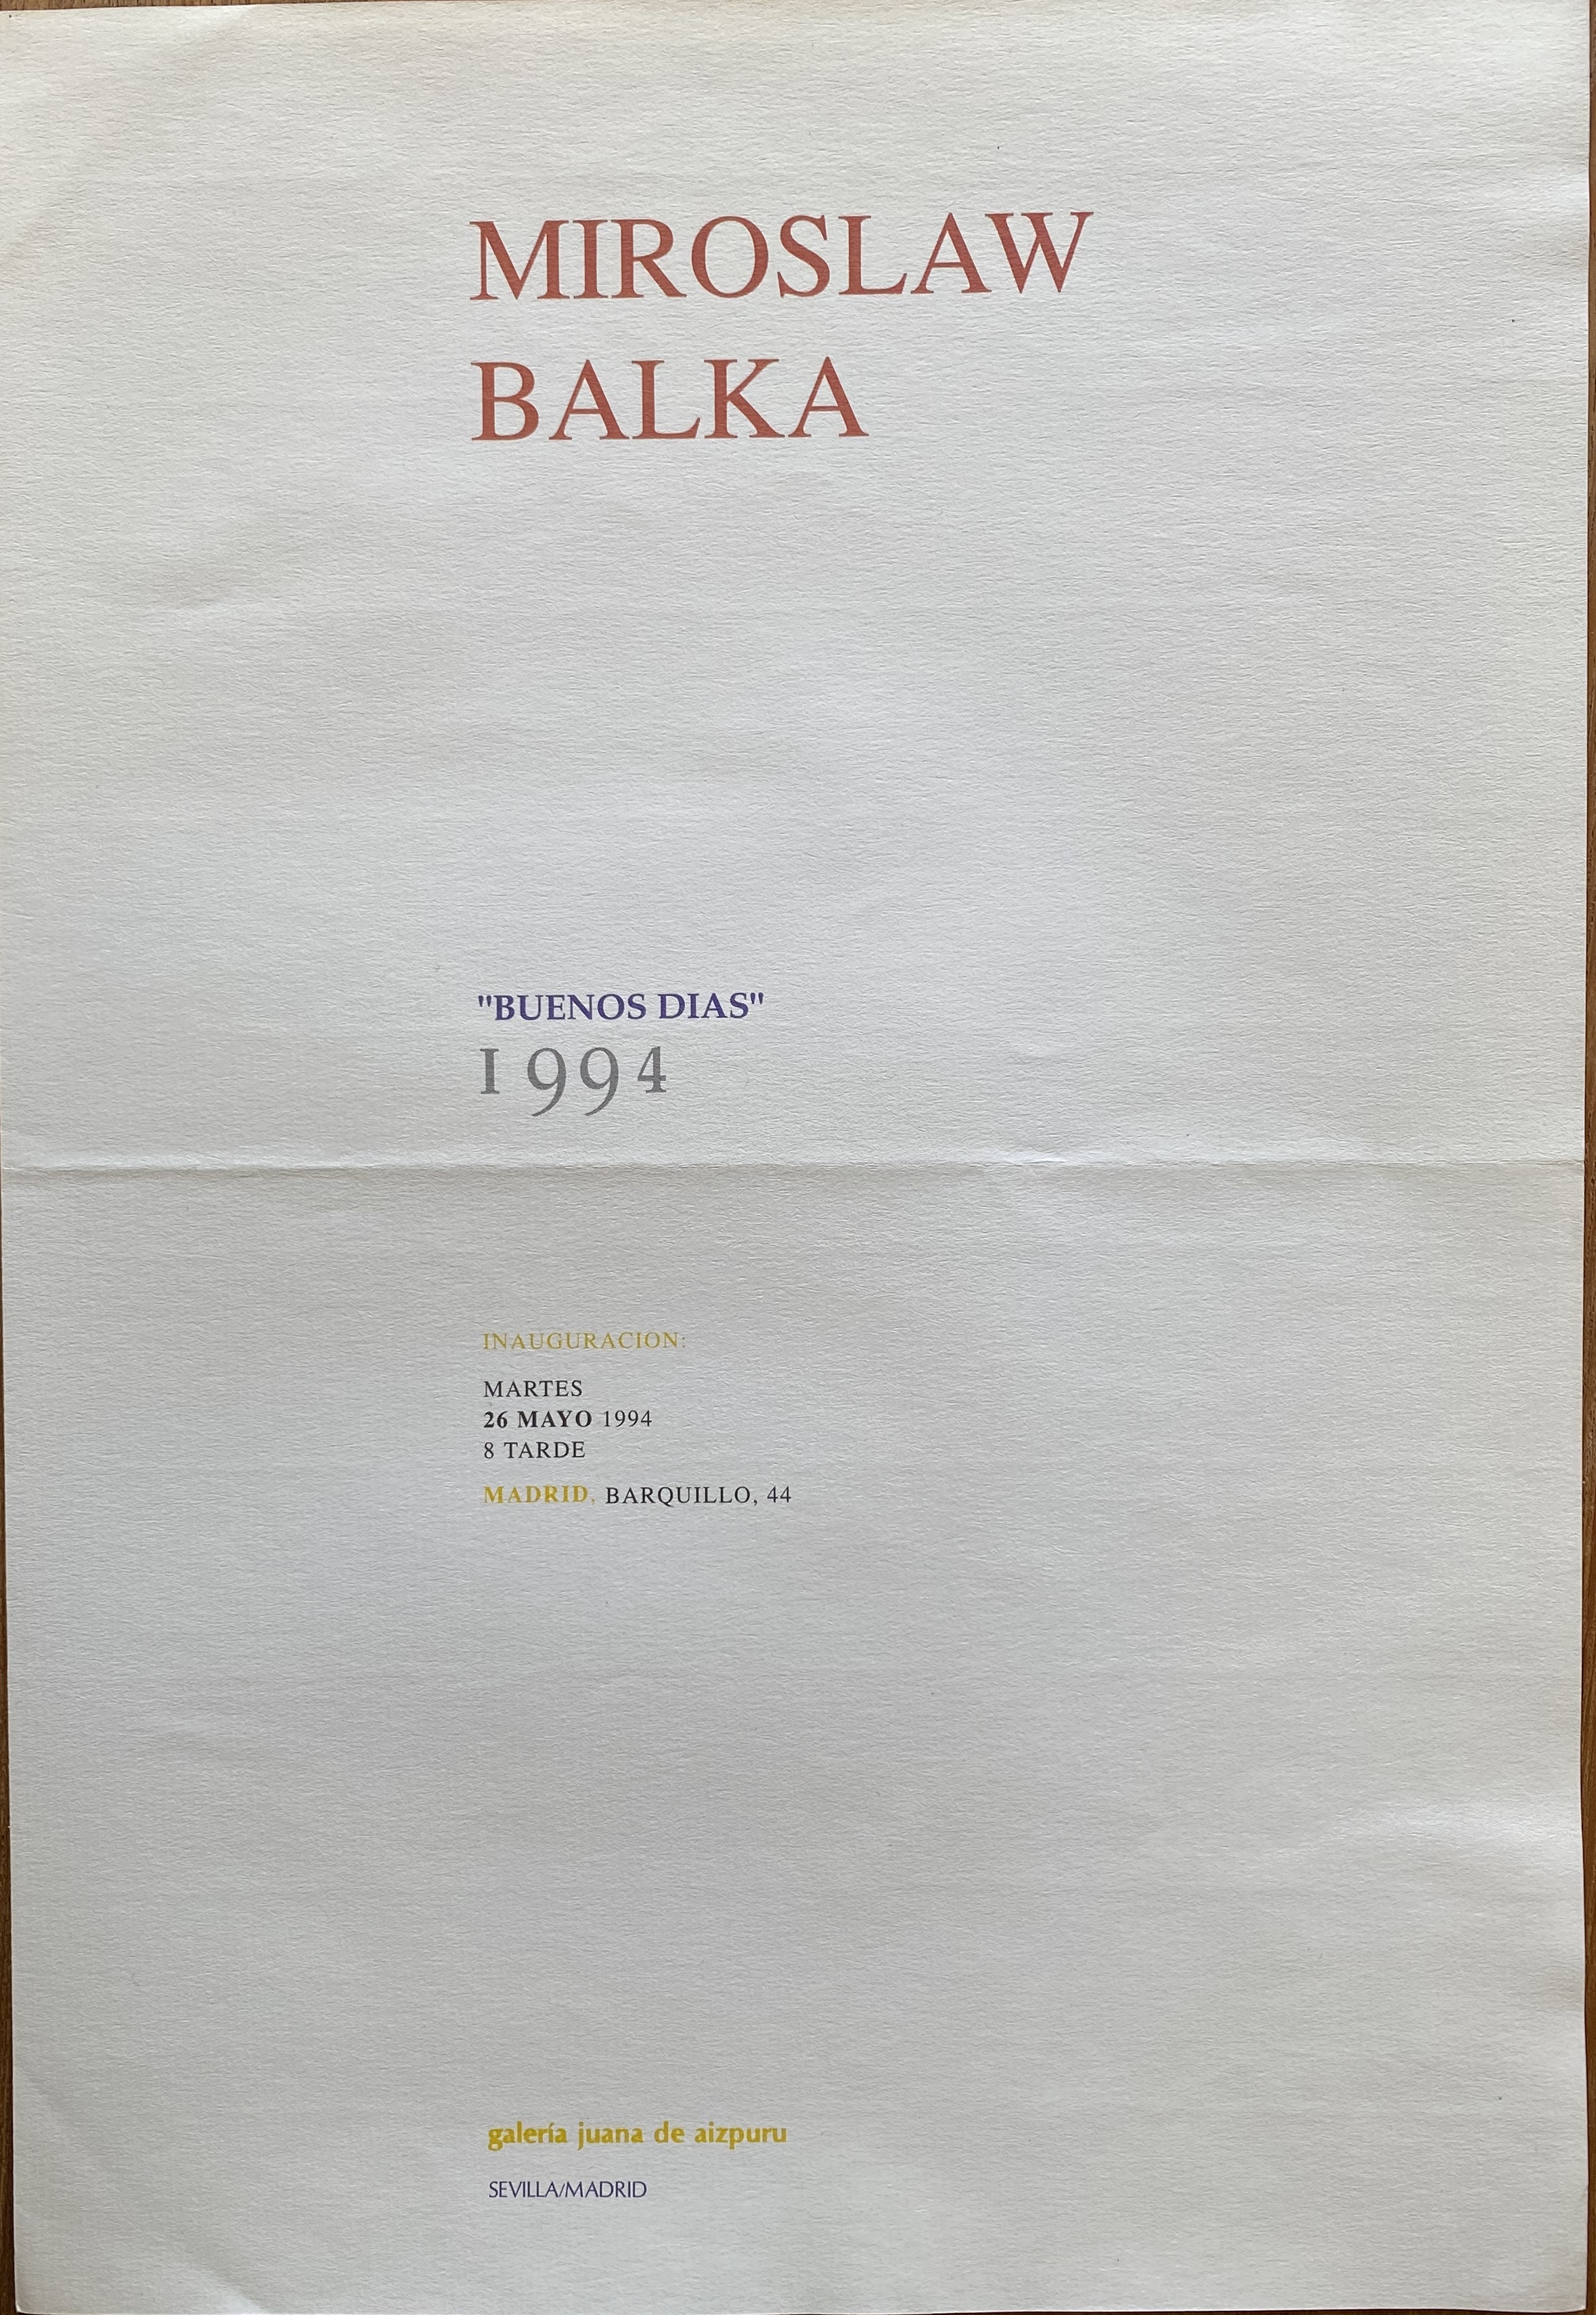 MIROSLAW
BALKA
"BUENOS DIAS"
1994
INAUGURACION:
MARTES
26 MAYO 1994
8 TARDE
MADRID, BARQUILLO, 44
galería juana de aizpuru
SEVILLA/MADRID